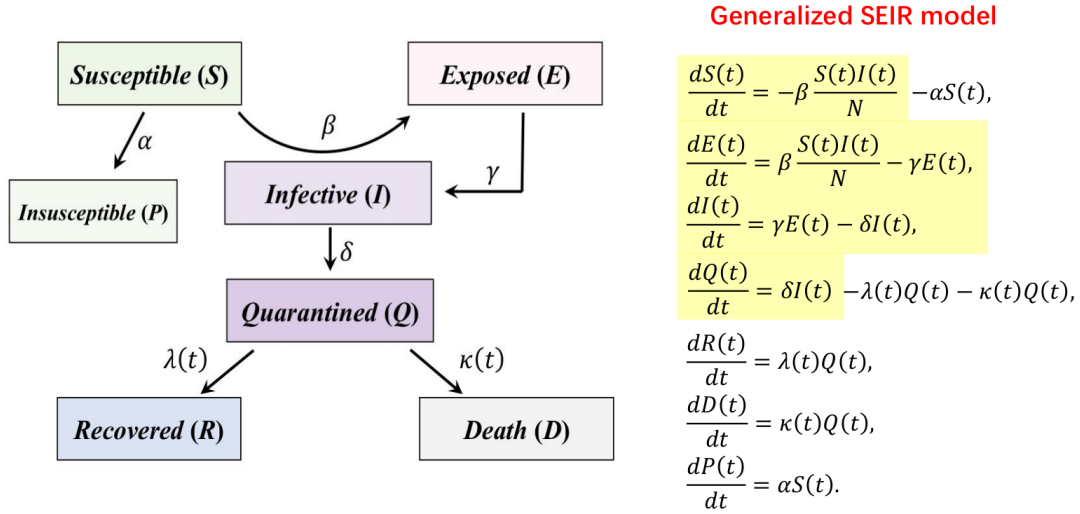 Generalized SEIR model
Susceptible (S)
Exposed (E)
α
β
Insusceptible (P)
Infective (I)
γ
δ
Quarantined (Q)
λ(t)
κ(t)
Recovered (R)
Death (D)
dS(t)/dt = −β S(t)I(t)/N −αS(t),
dE(t)/dt = β S(t)I(t)/N − γE(t),
dI(t)/dt = γE(t) − δI(t),
dQ(t)/dt = δI(t) −λ(t)Q(t) − κ(t)Q(t),
dR(t)/dt = λ(t)Q(t),
dD(t)/dt = κ(t)Q(t),
dP(t)/dt = αS(t).